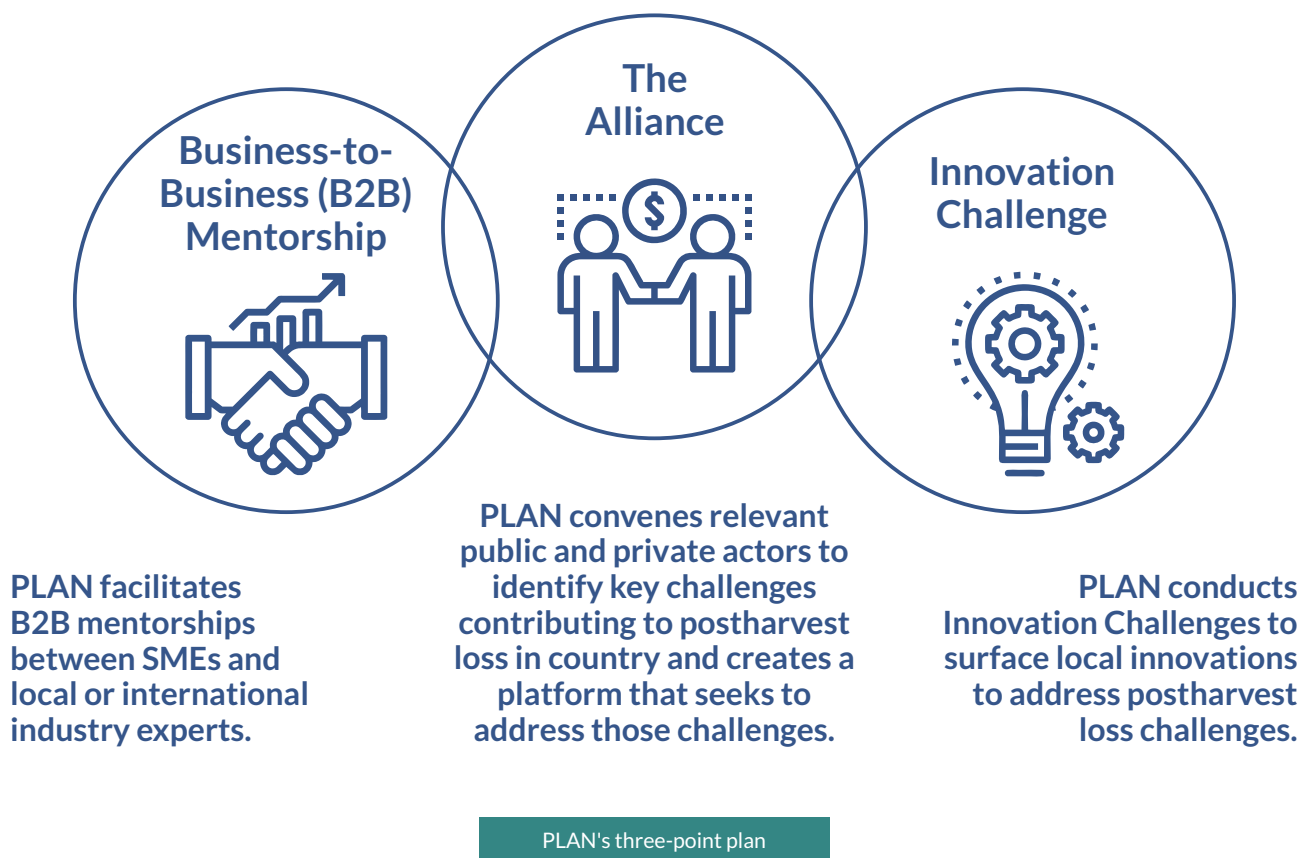 The
Alliance
Business-to-
Business (B2B)
Mentorship
Innovation
Challenge
$
PLAN facilitates
B2B mentorships
between SMEs and
local or international
industry experts.
PLAN convenes relevant
public and private actors to
identify key challenges
contributing to postharvest
loss in country and creates a
platform that seeks to
address those challenges.
PLAN conducts
Innovation Challenges to
surface local innovations
to address postharvest
loss challenges.
PLAN's three-point plan